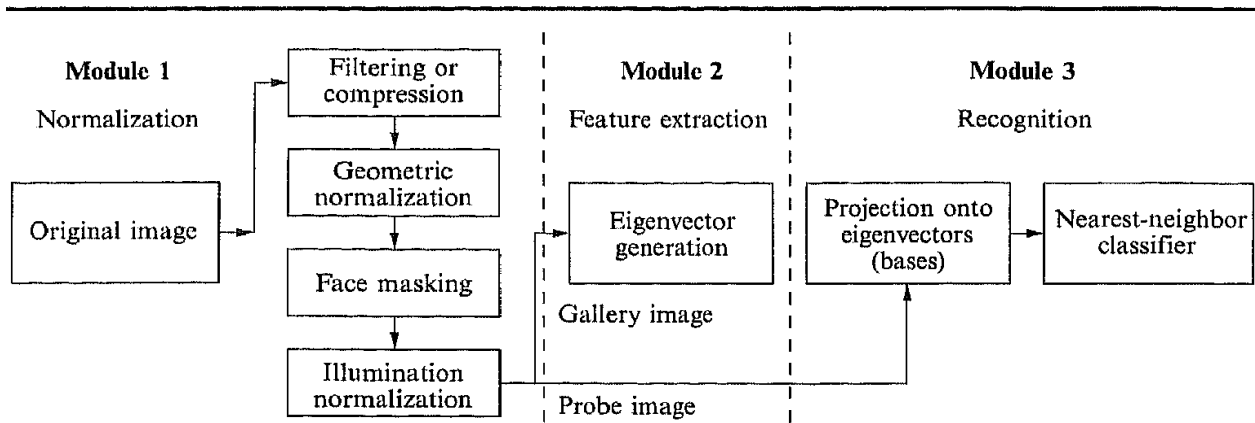 Module 1
Normalization
Original image
Filtering or
compression
Geometric
normalization
Face masking
Illumination
normalization
Module 2
Feature extraction
Eigenvector
generation
Gallery image
Probe image
Module 3
Recognition
Projection onto
eigenvectors
(bases)
Nearest-neighbor
classifier